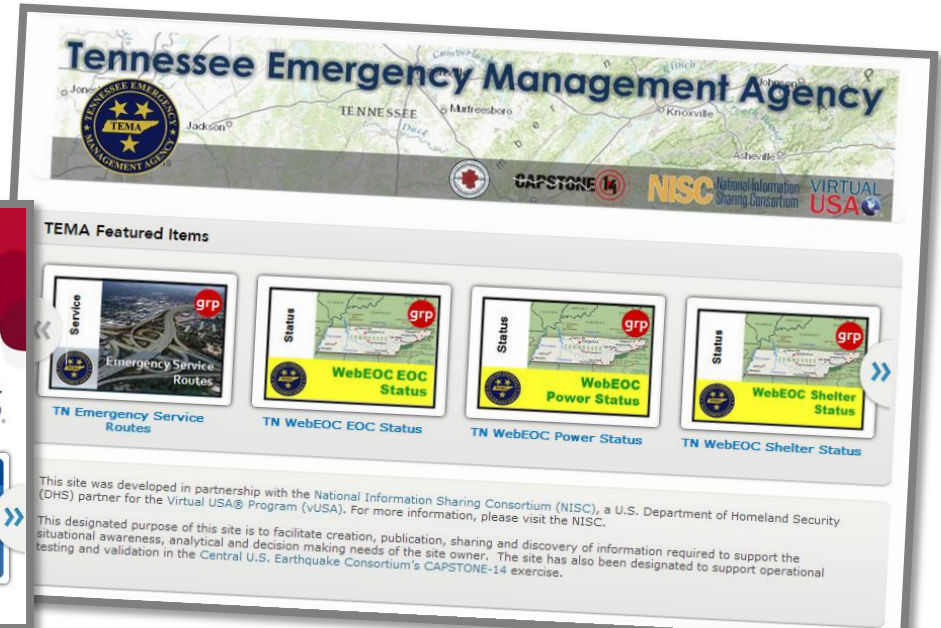 Tennessee Emergency Management Agency
TENNESSEE EMERGENCY
TEMA
MANAGEMENT AGENCY
Jackson
TENNESSEE
Murfreesboro
Duck
Knoxville
Asheville
CAPSTONE 14
NISC National Information Sharing Consortium
VIRTUAL USA
TEMA Featured Items
Service
grp
Emergency Service
Routes
TN Emergency Service
Routes
Status
grp
WebEOC EOC
Status
TN WebEOC EOC Status
Status
grp
WebEOC
Power Status
TN WebEOC Power Status
Status
grp
WebEOC Shelter
Status
TN WebEOC Shelter Status
This site was developed in partnership with the National Information Sharing Consortium (NISC), a U.S. Department of Homeland Security
(DHS) partner for the Virtual USA® Program (vUSA). For more information, please visit the NISC.
This designated purpose of this site is to facilitate creation, publication, sharing and discovery of information required to support the
situational awareness, analytical and decision making needs of the site owner. The site has also been designated to support operational
testing and validation in the Central U.S. Earthquake Consortium's CAPSTONE-14 exercise.